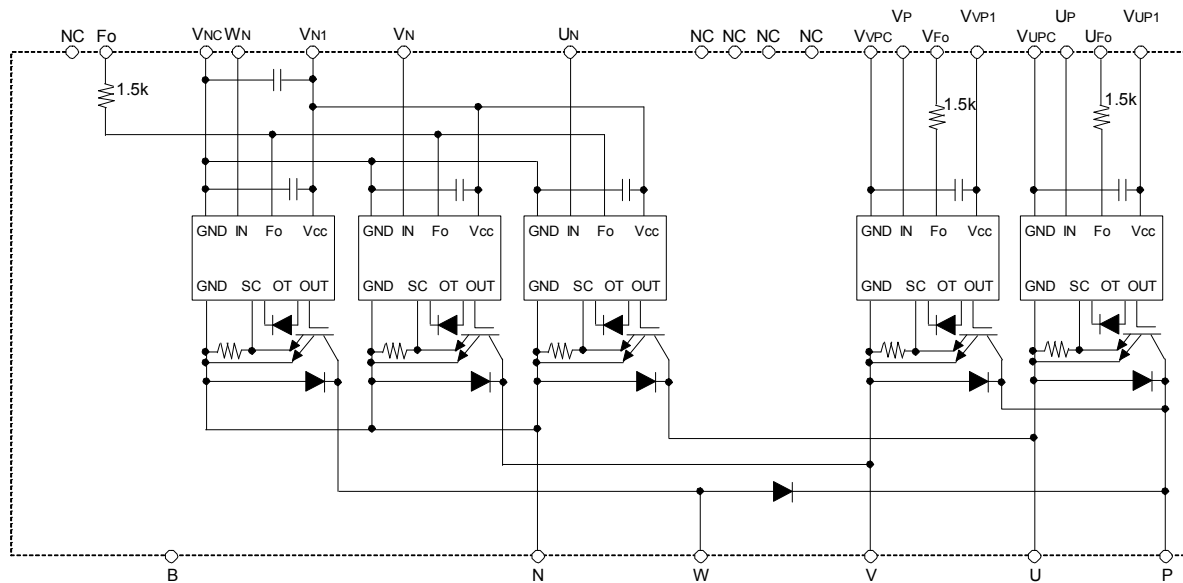 NC Fo VNC WN VN1 VN UN NC NC NC NC VVPC VP VFo VVP1 VUPC UP UFo VUP1
1.5k 1.5k 1.5k
GND IN Fo Vcc GND IN Fo Vcc GND IN Fo Vcc GND IN Fo Vcc GND IN Fo Vcc
GND SC OT OUT GND SC OT OUT GND SC OT OUT GND SC OT OUT GND SC OT OUT
B N W V U P